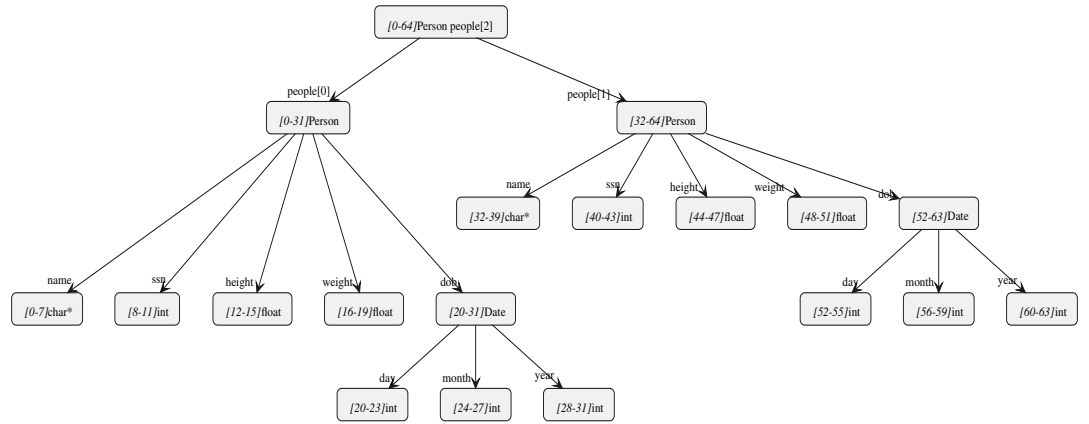 [0-64]Person people[2]
people[0]
people[1]
[0-31]Person
[32-64]Person
name
ssn
height
weight
dob
[32-39]char*
[40-43]int
[44-47]float
[48-51]float
[52-63]Date
name
ssn
height
weight
dob
day
month
year
[0-7]char*
[8-11]int
[12-15]float
[16-19]float
[20-31]Date
[52-55]int
[56-59]int
[60-63]int
day
month
year
[20-23]int
[24-27]int
[28-31]int